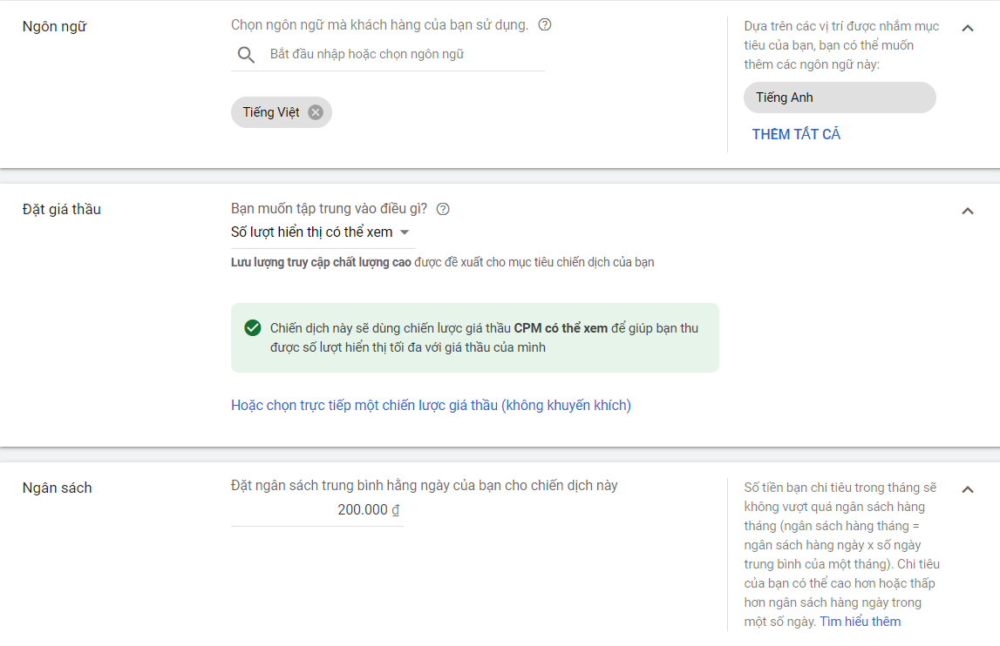 Ngôn ngữ
Chọn ngôn ngữ mà khách hàng của bạn sử dụng.
Bắt đầu nhập hoặc chọn ngôn ngữ
Tiếng Việt
Dựa trên các vị trí được nhắm mục
tiêu của bạn, bạn có thể muốn
thêm các ngôn ngữ này:
Tiếng Anh
THÊM TẤT CẢ
Đặt giá thầu
Bạn muốn tập trung vào điều gì?
Số lượt hiển thị có thể xem
Lưu lượng truy cập chất lượng cao được đề xuất cho mục tiêu chiến dịch của bạn
Chiến dịch này sẽ dùng chiến lược giá thầu CPM có thể xem để giúp bạn thu
được số lượt hiển thị tối đa với giá thầu của mình
Hoặc chọn trực tiếp một chiến lược giá thầu (không khuyến khích)
Ngân sách
Đặt ngân sách trung bình hằng ngày của bạn cho chiến dịch này
200.000 ₫
Số tiền bạn chi tiêu trong tháng sẽ
không vượt quá ngân sách hàng
tháng (ngân sách hàng tháng =
ngân sách hàng ngày x số ngày
trung bình của một tháng). Chi tiêu
của bạn có thể cao hơn hoặc thấp
hơn ngân sách hàng ngày trong
một số ngày. Tìm hiểu thêm